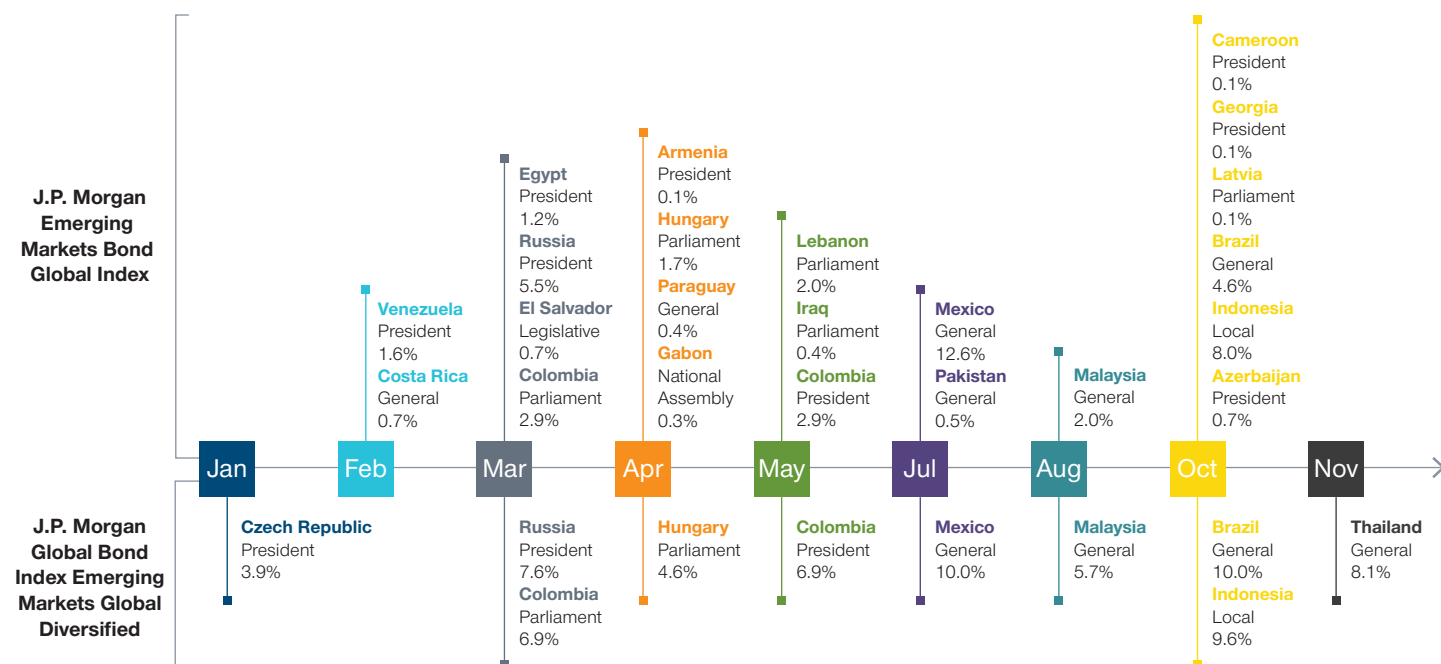 J.P. Morgan
Emerging
Markets Bond
Global Index
Venezuela
President
1.6%
Costa Rica
General
0.7%
Egypt
President
1.2%
Russia
President
5.5%
El Salvador
Legislative
0.7%
Colombia
Parliament
2.9%
Armenia
President
0.1%
Hungary
Parliament
1.7%
Paraguay
General
0.4%
Gabon
National
Assembly
0.3%
Lebanon
Parliament
2.0%
Iraq
Parliament
0.4%
Colombia
President
2.9%
Mexico
General
12.6%
Pakistan
General
0.5%
Malaysia
General
2.0%
Cameroon
President
0.1%
Georgia
President
0.1%
Latvia
Parliament
0.1%
Brazil
General
4.6%
Indonesia
Local
8.0%
Azerbaijan
President
0.7%
Jan
Feb
Mar
Apr
May
Jul
Aug
Oct
Nov
J.P. Morgan
Global Bond
Index Emerging
Markets Global
Diversified
Czech Republic
President
3.9%
Russia
President
7.6%
Colombia
Parliament
6.9%
Hungary
Parliament
4.6%
Colombia
President
6.9%
Mexico
General
10.0%
Malaysia
General
5.7%
Brazil
General
10.0%
Indonesia
Local
9.6%
Thailand
General
8.1%